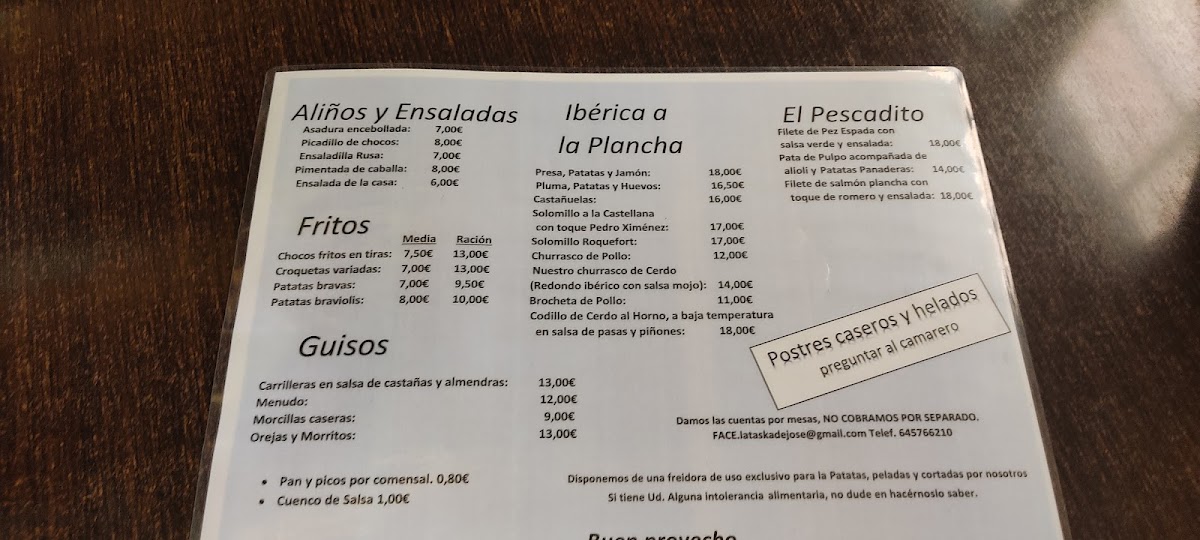 Aliños y Ensaladas
Asadura encebollada: 7,00€
Picadillo de chocos: 8,00€
Ensaladilla Rusa: 7,00€
Pimentada de caballa: 8,00€
Ensalada de la casa: 6,00€
Fritos
Media Ración
Chocos fritos en tiras: 7,50€ 13,00€
Croquetas variadas: 7,00€ 13,00€
Patatas bravas: 7,00€ 9,50€
Patatas braviolis: 8,00€ 10,00€
Guisos
Carrilleras en salsa de castañas y almendras: 13,00€
Menudo: 12,00€
Morcillas caseras: 9,00€
Orejas y Morritos: 13,00€
• Pan y picos por comensal. 0,80€
• Cuenco de Salsa 1,00€
Ibérica a
la Plancha
Presa, Patatas y Jamón: 18,00€
Pluma, Patatas y Huevos: 16,50€
Castañuelas: 16,00€
Solomillo a la Castellana
con toque Pedro Ximénez: 17,00€
Solomillo Roquefort: 17,00€
Churrasco de Pollo: 12,00€
Nuestro churrasco de Cerdo
(Redondo ibérico con salsa mojo): 14,00€
Brocheta de Pollo: 11,00€
Codillo de Cerdo al Horno, a baja temperatura
en salsa de pasas y piñones: 18,00€
El Pescadito
Filete de Pez Espada con
salsa verde y ensalada: 18,00€
Pata de Pulpo acompañada de
alioli y Patatas Panaderas: 14,00€
Filete de salmón plancha con
toque de romero y ensalada: 18,00€
Postres caseros y helados
preguntar al camarero
Damos las cuentas por mesas, NO COBRAMOS POR SEPARADO.
FACE.lataskadejose@gmail.com Telef. 645766210
Disponemos de una freidora de uso exclusivo para la Patatas, peladas y cortadas por nosotros
Si tiene Ud. Alguna intolerancia alimentaria, no dude en hacérnoslo saber.
Buen provecho